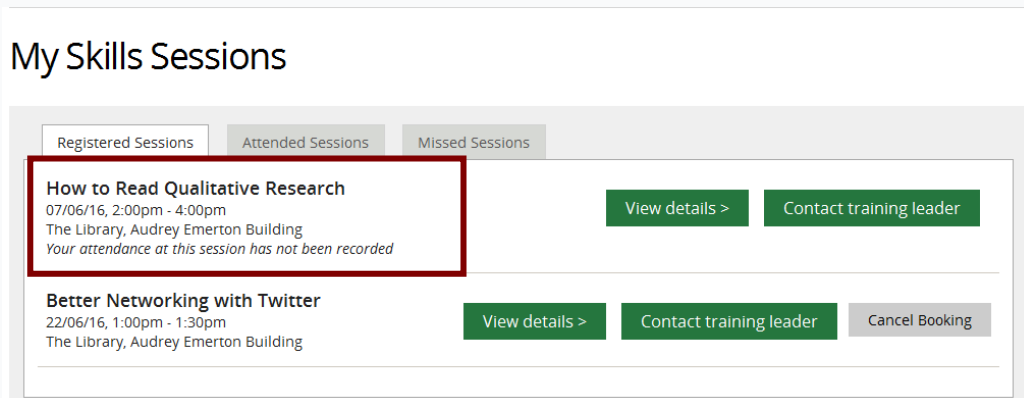 My Skills Sessions
Registered Sessions
Attended Sessions
Missed Sessions
How to Read Qualitative Research
07/06/16, 2:00pm - 4:00pm
The Library, Audrey Emerton Building
Your attendance at this session has not been recorded
View details >
Contact training leader
Better Networking with Twitter
22/06/16, 1:00pm - 1:30pm
The Library, Audrey Emerton Building
View details >
Contact training leader
Cancel Booking